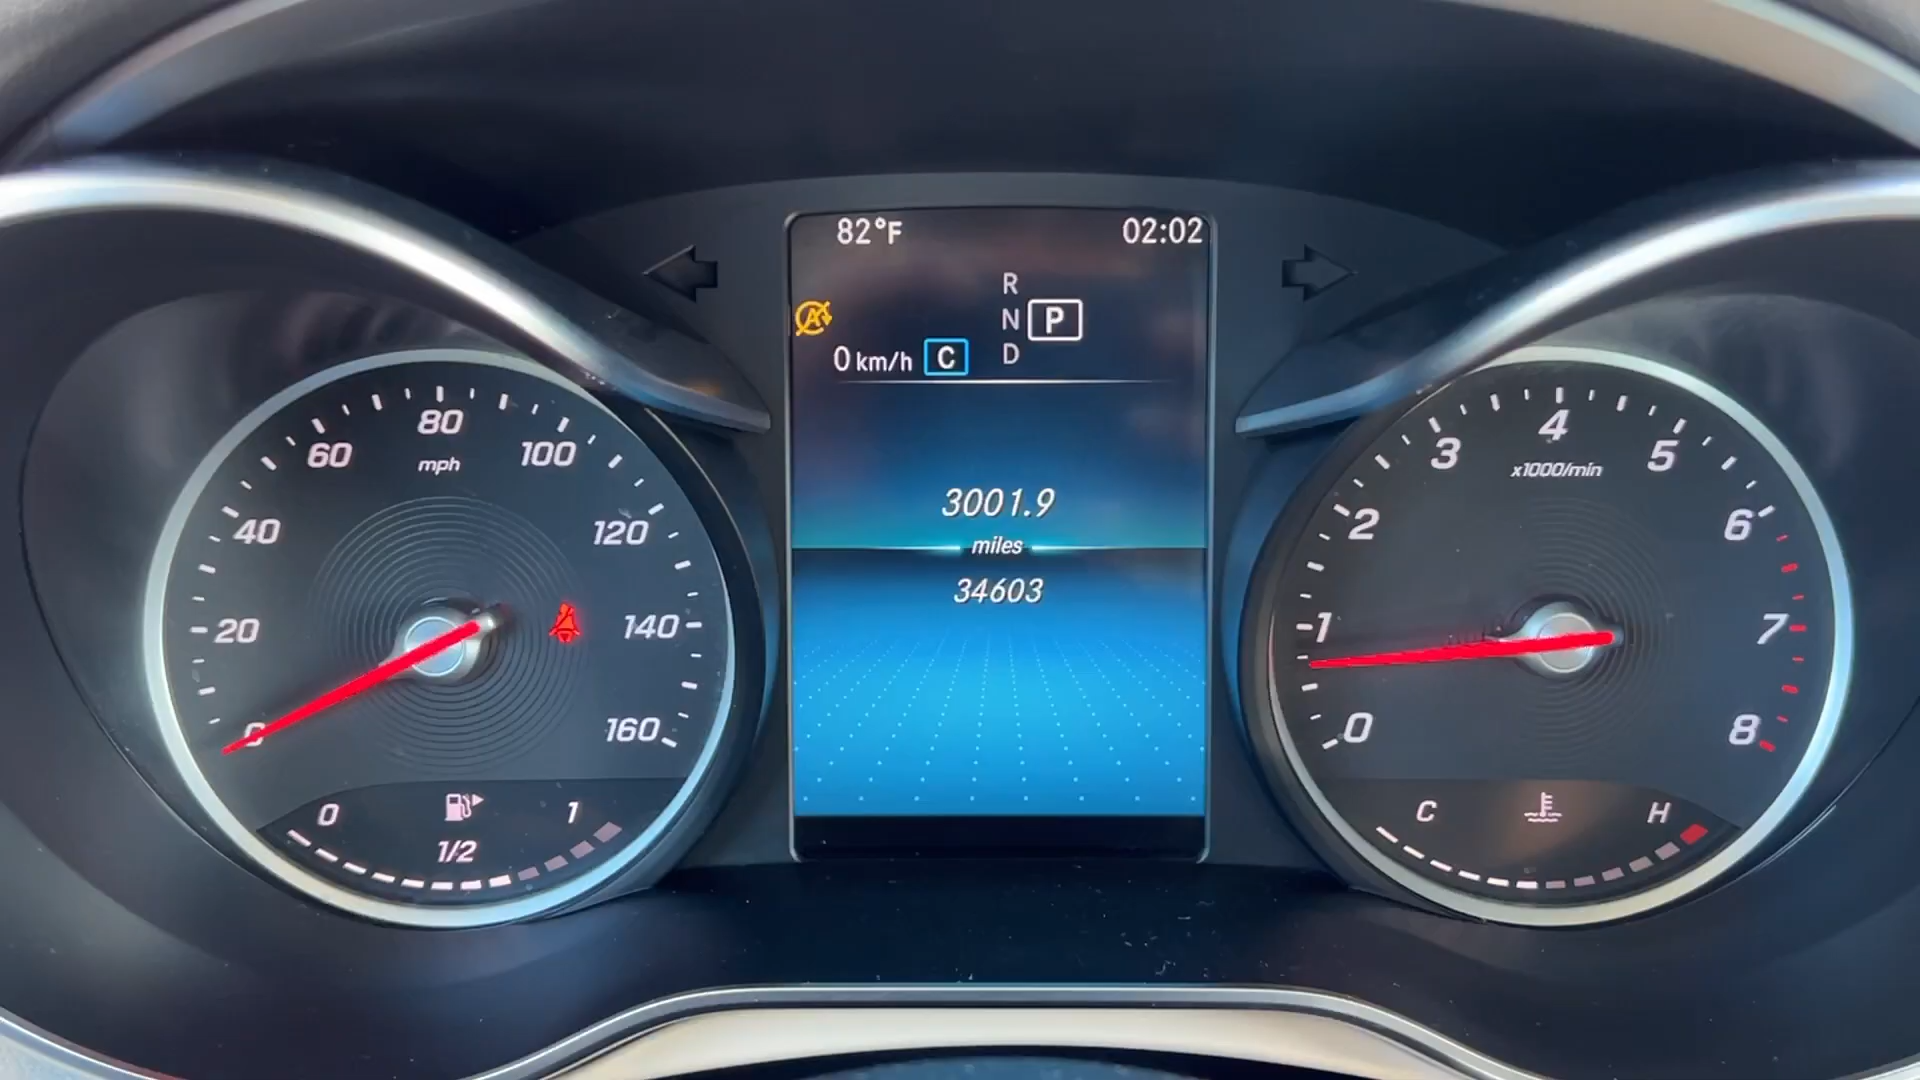 82°F 02:02
R
N P
0 km/h C D
3001.9
miles
34603
0 20 40 60 80 100 120 140 160
mph
0 1
1/2
0 1 2 3 4 5 6 7 8
x1000/min
C H